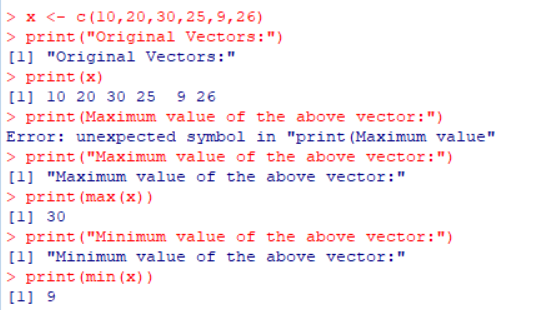 > x <- c(10,20,30,25,9,26)
> print("Original Vectors:")
[1] "Original Vectors:"
> print(x)
[1] 10 20 30 25  9 26
> print(Maximum value of the above vector:")
Error: unexpected symbol in "print(Maximum value"
> print("Maximum value of the above vector:")
[1] "Maximum value of the above vector:"
> print(max(x))
[1] 30
> print("Minimum value of the above vector:")
[1] "Minimum value of the above vector:"
> print(min(x))
[1] 9